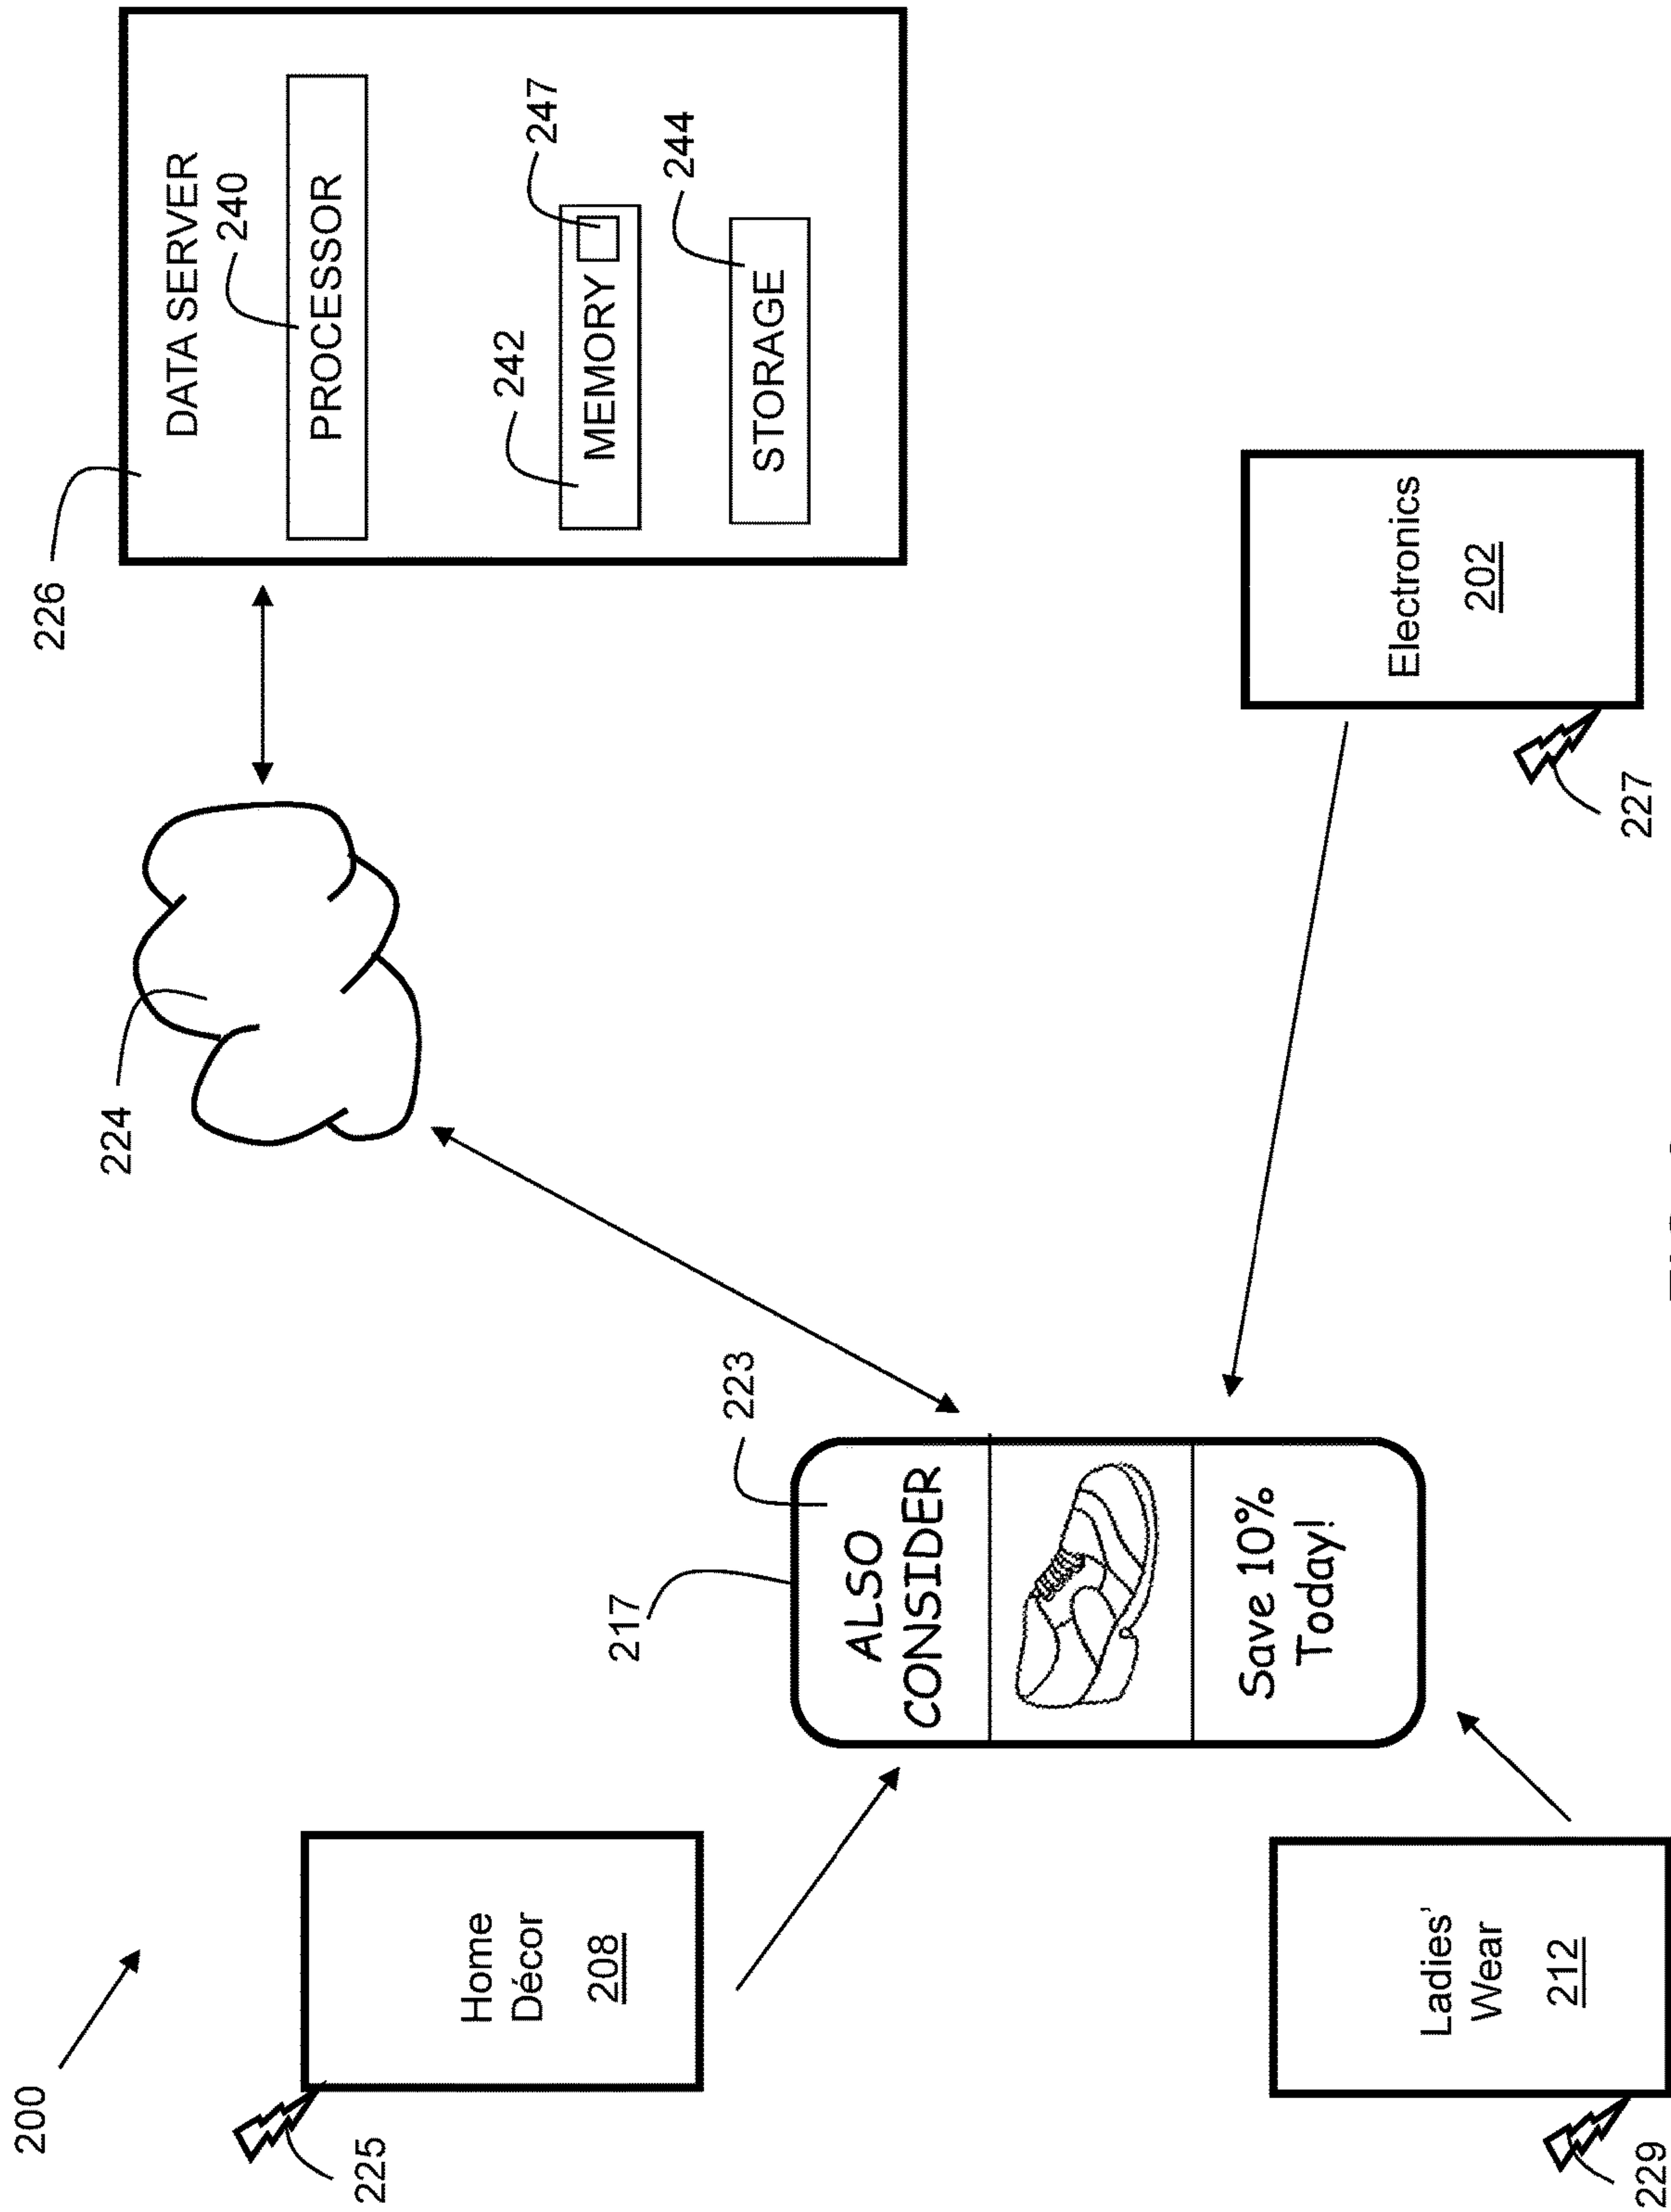 200
226
DATA SERVER
240
PROCESSOR
224
242
MEMORY
247
244
STORAGE
225
Home
Décor
208
217
223
ALSO
CONSIDER
Save 10%
Today!
Electronics
202
227
Ladies'
Wear
212
229